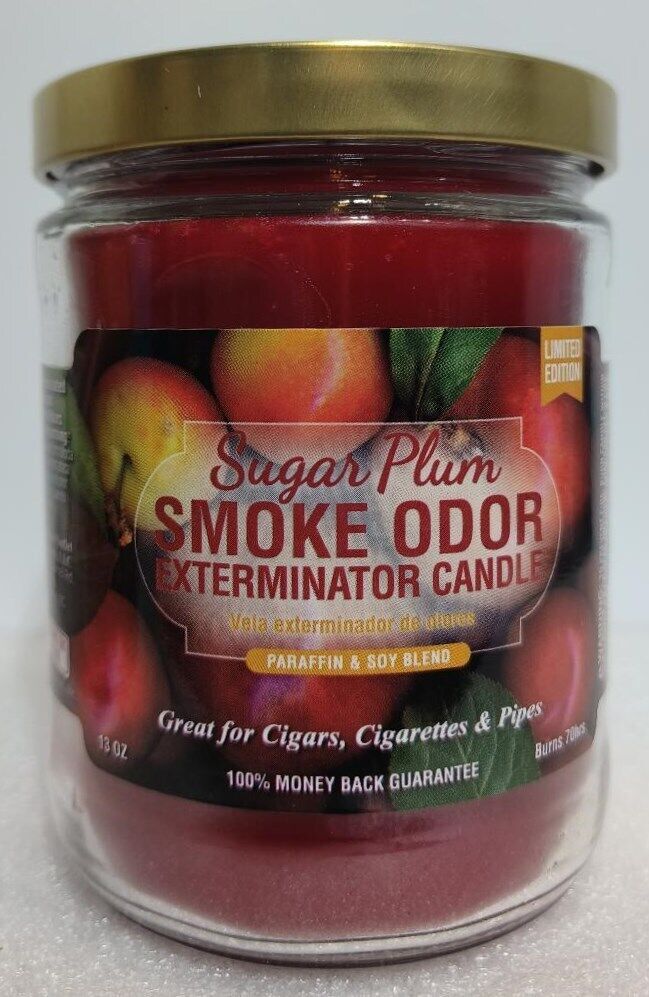 LIMITED
EDITION
Sugar Plum
SMOKE ODOR
EXTERMINATOR CANDLE
Vela exterminador de olores
PARAFFIN & SOY BLEND
Great for Cigars, Cigarettes & Pipes
13 OZ
Burns 70hrs
100% MONEY BACK GUARANTEE